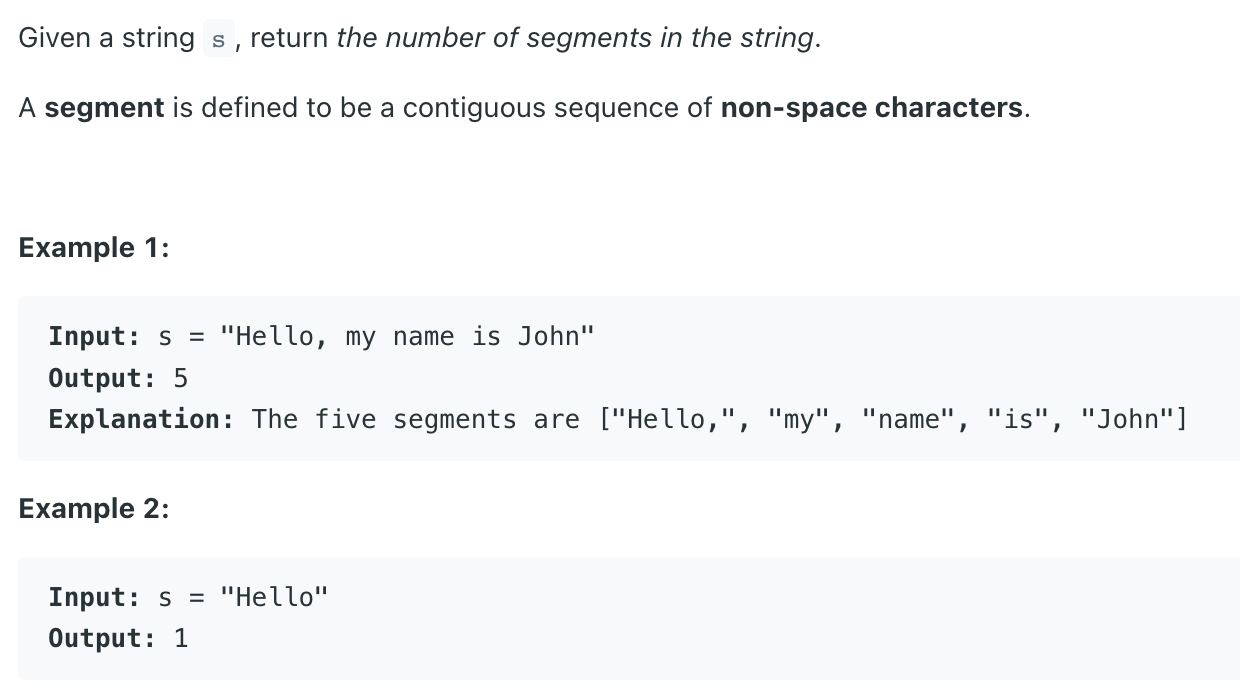 Given a string s, return the number of segments in the string.
A segment is defined to be a contiguous sequence of non-space characters.
Example 1:
Input: s = "Hello, my name is John"
Output: 5
Explanation: The five segments are ["Hello,", "my", "name", "is", "John"]
Example 2:
Input: s = "Hello"
Output: 1